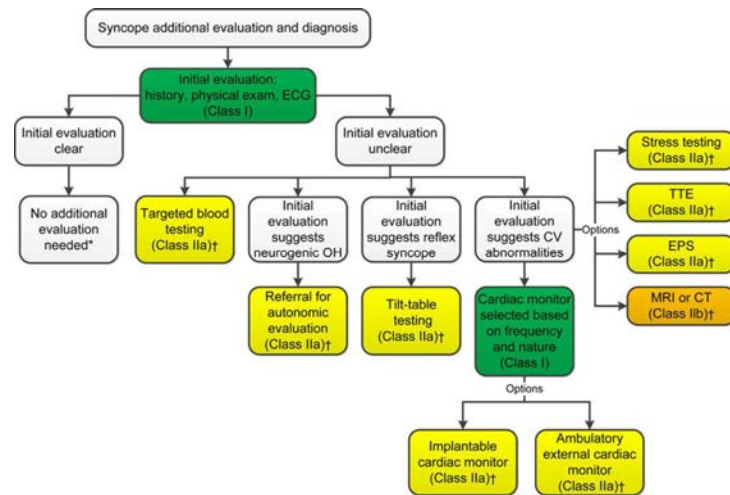 Syncope additional evaluation and diagnosis
Initial evaluation:
history, physical exam, ECG
(Class I)
Initial evaluation
clear
Initial evaluation
unclear
No additional
evaluation
needed*
Targeted blood
testing
(Class IIa)†
Initial
evaluation
suggests
neurogenic OH
Initial
evaluation
suggests reflex
syncope
Initial
evaluation
suggests CV
abnormalities
Options
Stress testing
(Class IIa)†
TTE
(Class IIa)†
EPS
(Class IIa)†
MRI or CT
(Class IIb)†
Referral for
autonomic
evaluation
(Class IIa)†
Tilt-table
testing
(Class IIa)†
Cardiac monitor
selected based
on frequency
and nature
(Class I)
Options
Implantable
cardiac monitor
(Class IIa)†
Ambulatory
external cardiac
monitor
(Class IIa)†